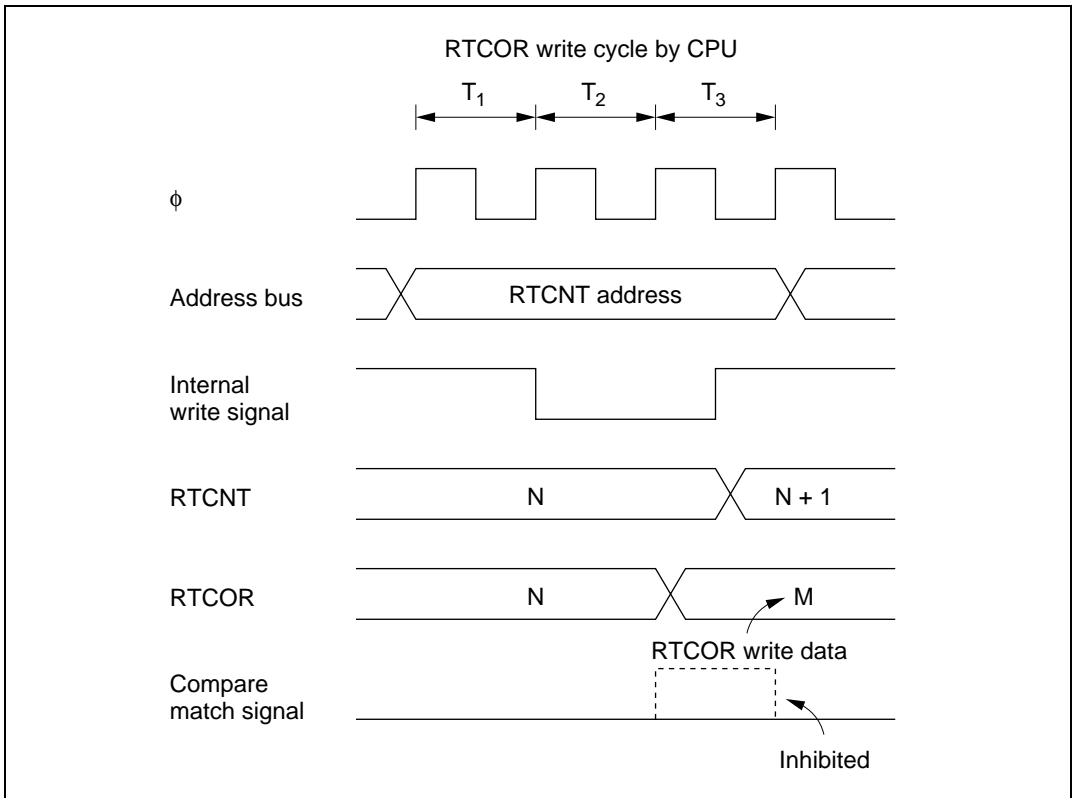 RTCOR write cycle by CPU
T1 T2 T3
ϕ
Address bus
RTCNT address
Internal
write signal
RTCNT
N
N + 1
RTCOR
N
M
RTCOR write data
Compare
match signal
Inhibited